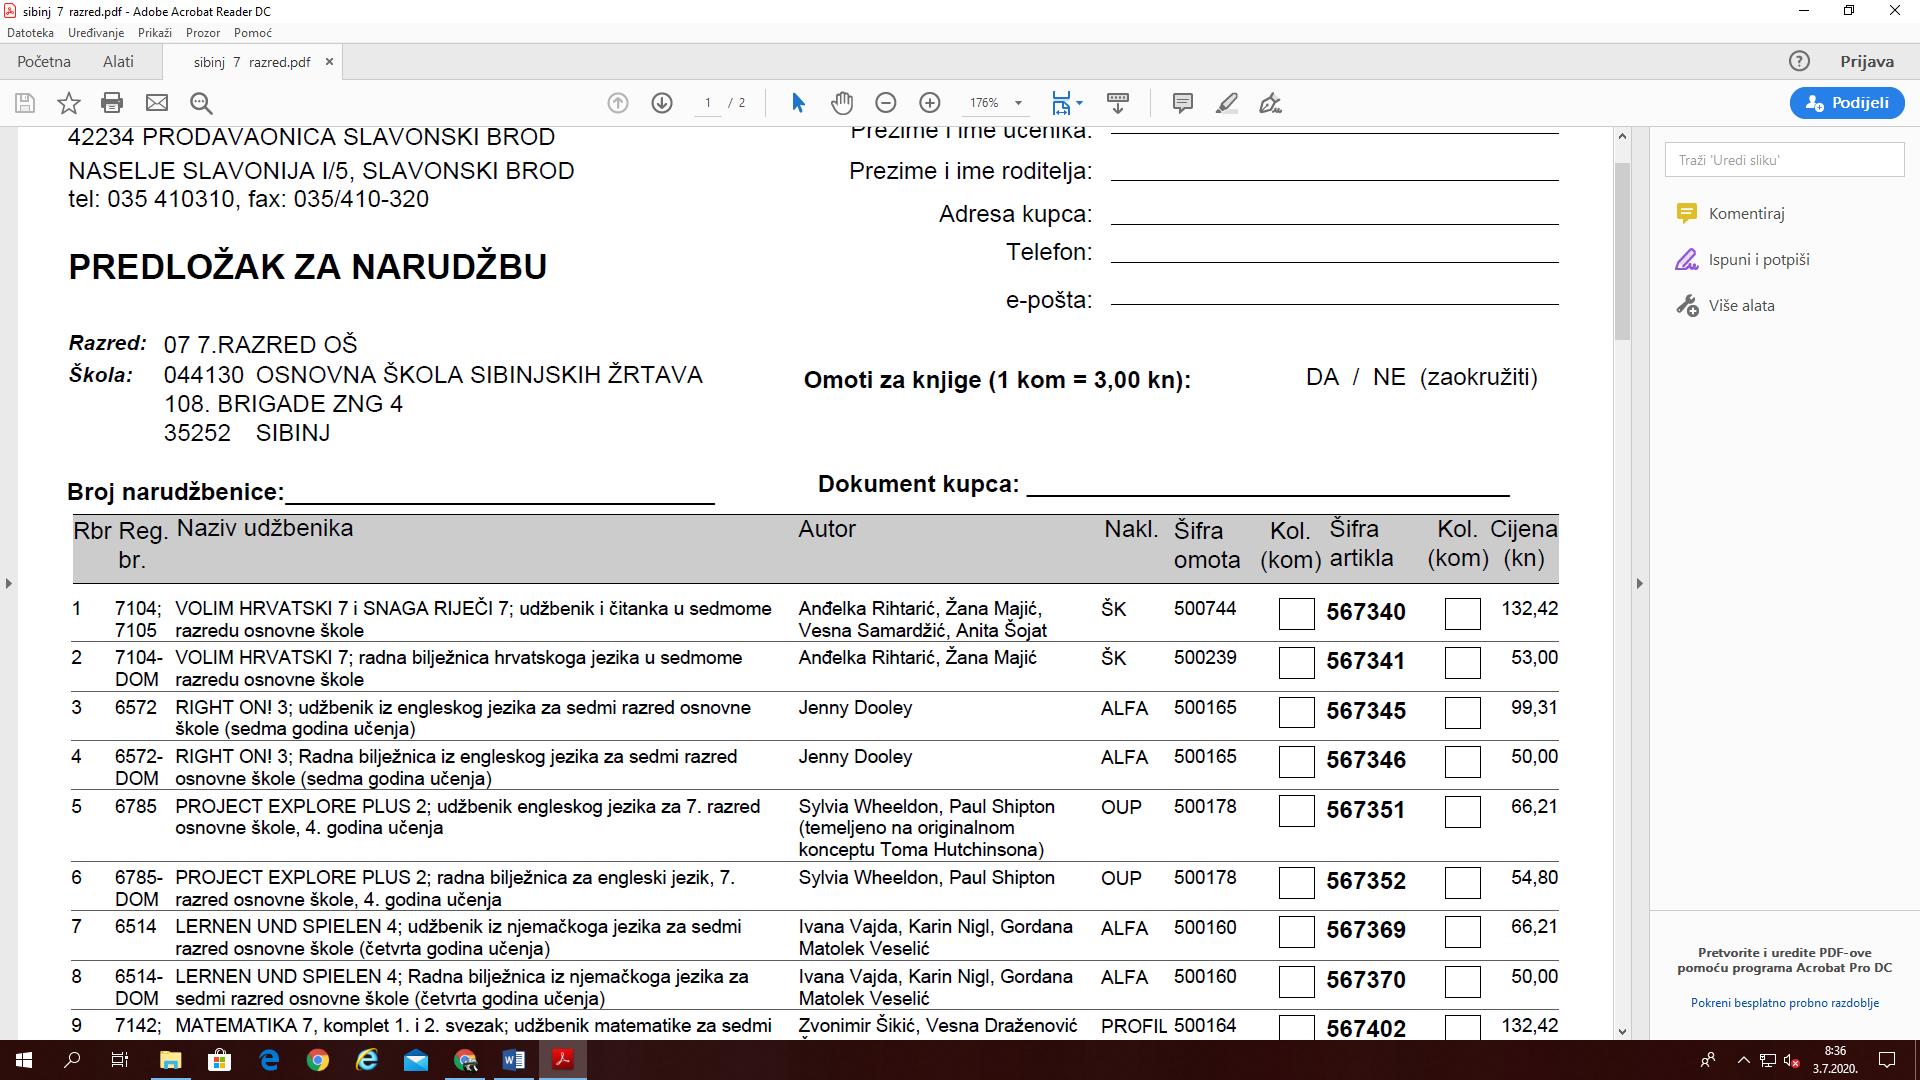 sibinj 7 razred.pdf - Adobe Acrobat Reader DC
Datoteka Uređivanje Prikaži Prozor Pomoć
Početna Alati sibinj 7 razred.pdf × Prijava
1 / 2 176% Podijeli
42234 PRODAVAONICA SLAVONSKI BROD
NASELJE SLAVONIJA I/5, SLAVONSKI BROD
tel: 035 410310, fax: 035/410-320
Prezime i ime učenika:
Prezime i ime roditelja:
Adresa kupca:
Telefon:
e-pošta:
PREDLOŽAK ZA NARUDŽBU
Razred: 07 7.RAZRED OŠ
Škola: 044130 OSNOVNA ŠKOLA SIBINJSKIH ŽRTAVA
108. BRIGADE ZNG 4
35252 SIBINJ
Omoti za knjige (1 kom = 3,00 kn): DA / NE (zaokružiti)
Broj narudžbenice:
Dokument kupca:
Rbr Reg. Naziv udžbenika Autor Nakl. Šifra Kol. Šifra Kol. Cijena
br. omota (kom) artikla (kom) (kn)
1 7104; VOLIM HRVATSKI 7 i SNAGA RIJEČI 7; udžbenik i čitanka u sedmome Anđelka Rihtarić, Žana Majić, ŠK 500744 567340 132,42
7105 razredu osnovne škole Vesna Samardžić, Anita Šojat
2 7104- VOLIM HRVATSKI 7; radna bilježnica hrvatskoga jezika u sedmome Anđelka Rihtarić, Žana Majić ŠK 500239 567341 53,00
DOM razredu osnovne škole
3 6572 RIGHT ON! 3; udžbenik iz engleskog jezika za sedmi razred osnovne Jenny Dooley ALFA 500165 567345 99,31
škole (sedma godina učenja)
4 6572- RIGHT ON! 3; Radna bilježnica iz engleskog jezika za sedmi razred Jenny Dooley ALFA 500165 567346 50,00
DOM osnovne škole (sedma godina učenja)
5 6785 PROJECT EXPLORE PLUS 2; udžbenik engleskog jezika za 7. razred Sylvia Wheeldon, Paul Shipton OUP 500178 567351 66,21
osnovne škole, 4. godina učenja (temeljeno na originalnom
konceptu Toma Hutchinsona)
6 6785- PROJECT EXPLORE PLUS 2; radna bilježnica za engleski jezik, 7. Sylvia Wheeldon, Paul Shipton OUP 500178 567352 54,80
DOM razred osnovne škole, 4. godina učenja
7 6514 LERNEN UND SPIELEN 4; udžbenik iz njemačkoga jezika za sedmi Ivana Vajda, Karin Nigl, Gordana ALFA 500160 567369 66,21
razred osnovne škole (četvrta godina učenja) Matolek Veselić
8 6514- LERNEN UND SPIELEN 4; Radna bilježnica iz njemačkoga jezika za Ivana Vajda, Karin Nigl, Gordana ALFA 500160 567370 50,00
DOM sedmi razred osnovne škole (četvrta godina učenja) Matolek Veselić
9 7142; MATEMATIKA 7, komplet 1. i 2. svezak; udžbenik matematike za sedmi Zvonimir Šikić, Vesna Draženović PROFIL 500164 567402 132,42
Traži 'Uredi sliku'
Komentiraj
Ispuni i potpiši
Više alata
Pretvorite i uredite PDF-ove
pomoću programa Acrobat Pro DC
Pokreni besplatno probno razdoblje
8:36
3.7.2020.